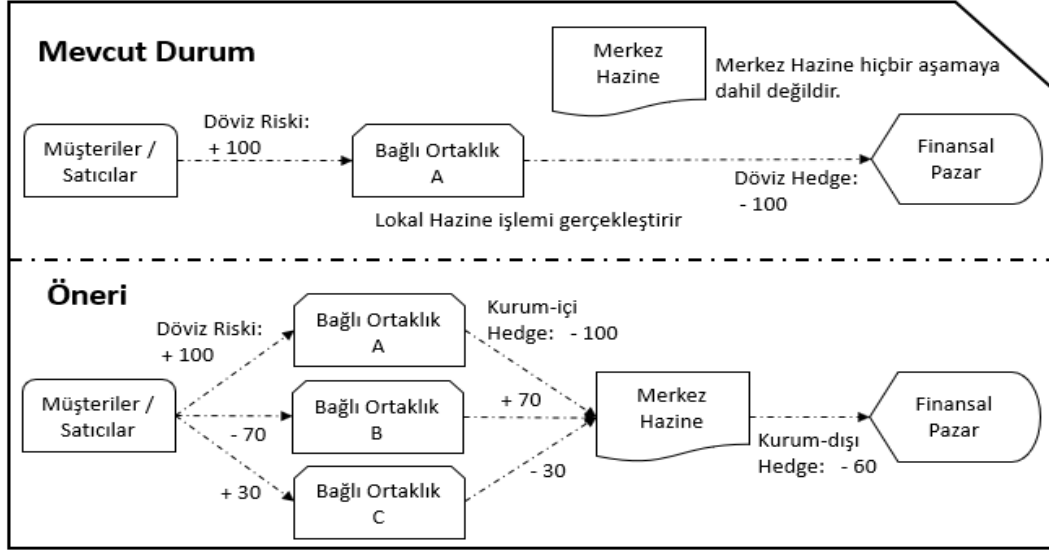 Mevcut Durum
Merkez
Hazine
Merkez Hazine hiçbir aşamaya
dahil değildir.
Müşteriler /
Satıcılar
Döviz Riski:
+ 100
Bağlı Ortaklık
A
Döviz Hedge:
- 100
Finansal
Pazar
Lokal Hazine işlemi gerçekleştirir
Öneri
Döviz Riski:
+ 100
Bağlı Ortaklık
A
Kurum-içi
Hedge: - 100
Müşteriler /
Satıcılar
- 70
Bağlı Ortaklık
B
+ 70
Merkez
Hazine
Kurum-dışı
Hedge: - 60
Finansal
Pazar
+ 30
Bağlı Ortaklık
C
- 30